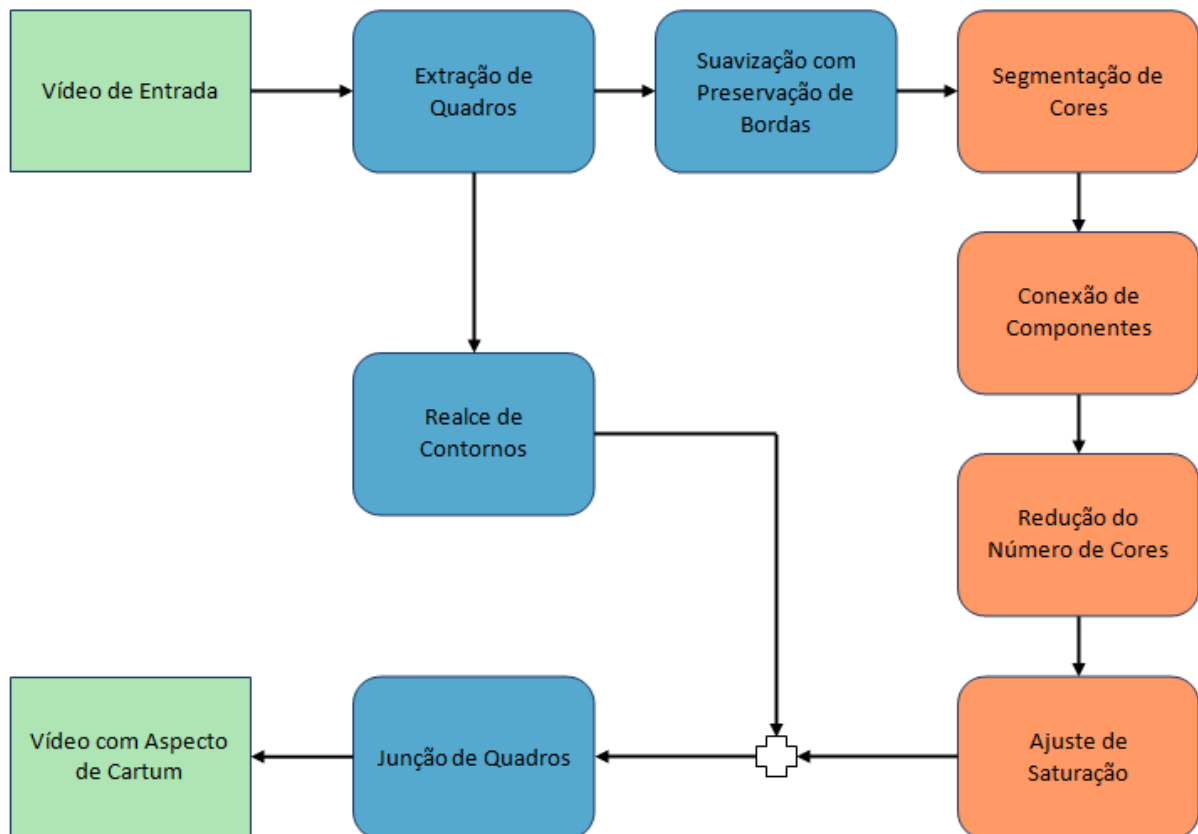 Vídeo de Entrada
Extração de
Quadros
Suavização com
Preservação de
Bordas
Segmentação de
Cores
Conexão de
Componentes
Realce de
Contornos
Redução do
Número de Cores
Vídeo com Aspecto
de Cartum
Junção de Quadros
Ajuste de
Saturação